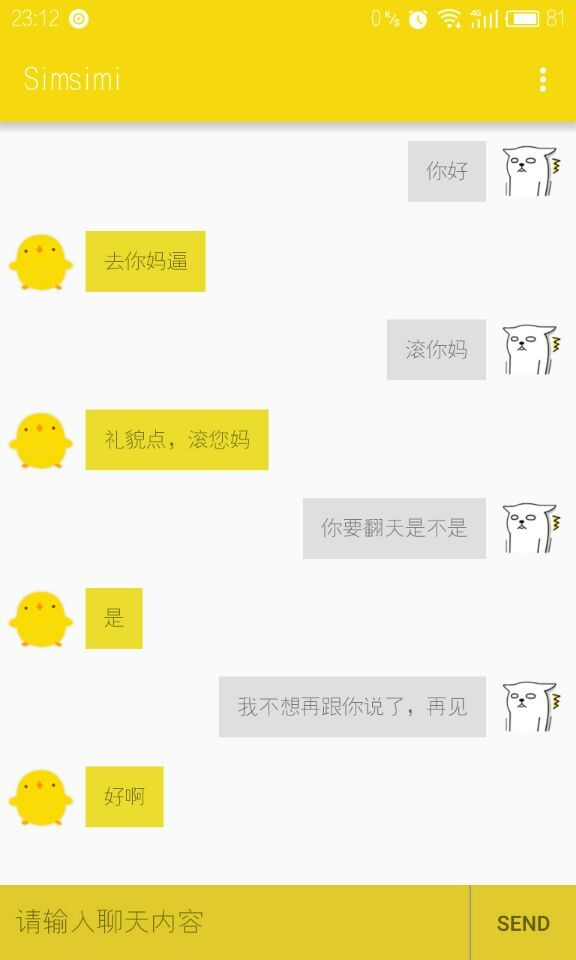 23:12 0 K/s 4G 81
Simsimi
你好
去你妈逼
滚你妈
礼貌点，滚您妈
你要翻天是不是
是
我不想再跟你说了，再见
好啊
请输入聊天内容 SEND